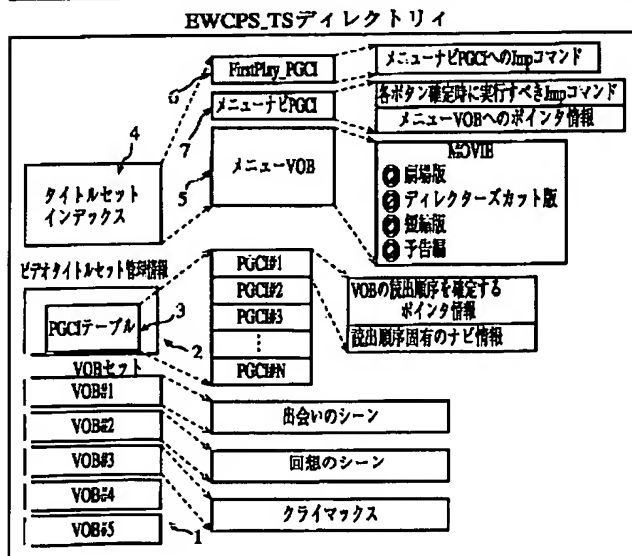 EWCPS_TSディレクトリィ
FirstPlay_PGCI
メニューナビPGCIへのJmpコマンド
6
メニューナビPGCI
各ボタン確定時に実行すべきJmpコマンド
メニューVOBへのポインタ情報
7
4
メニューVOB
5
MOVIE
劇場版
ディレクターズカット版
短縮版
予告編
タイトルセット
インデックス
ビデオタイトルセット管理情報
PGCIテーブル
3
2
PGCI#1
PGCI#2
PGCI#3
PGCI#N
VOBの読出順序を確定する
ポインタ情報
読出順序固有のナビ情報
VOBセット
VOB#1
VOB#2
VOB#3
VOB#4
VOB#5
1
出会いのシーン
回想のシーン
クライマックス